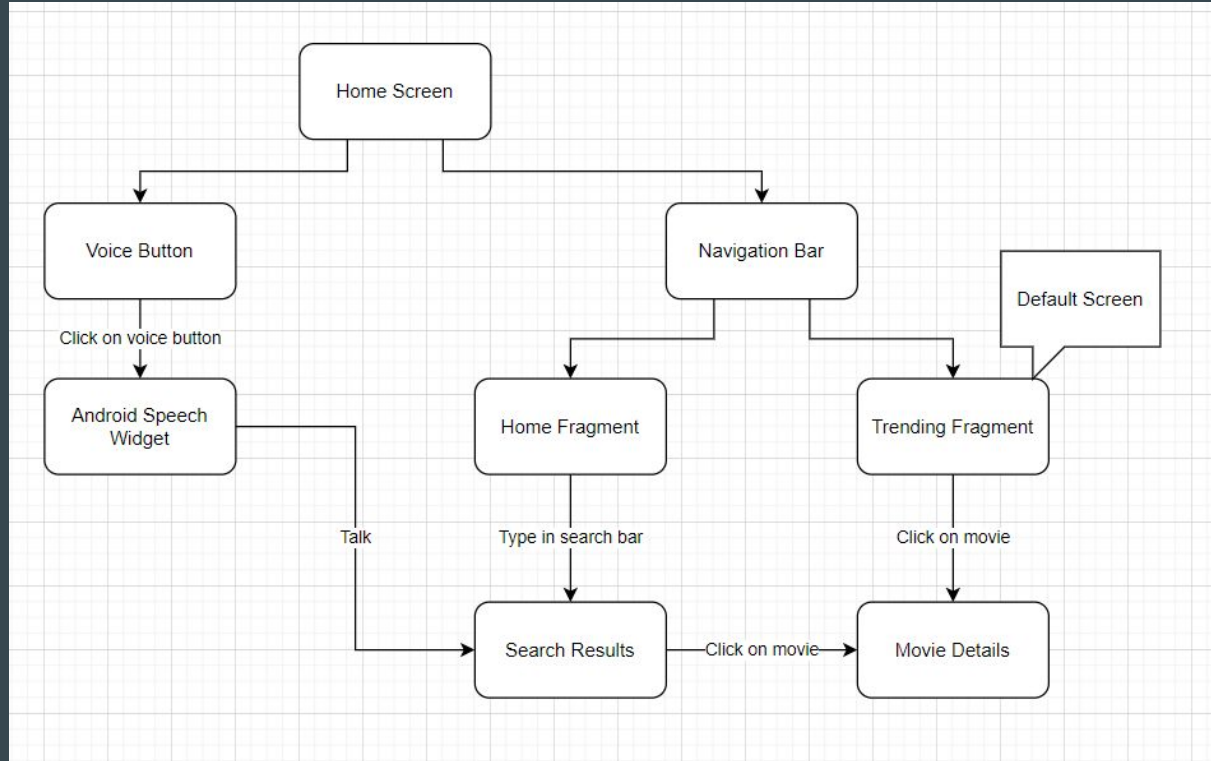 Home Screen
Voice Button
Navigation Bar
Default Screen
Click on voice button
Android Speech
Widget
Home Fragment
Trending Fragment
Talk
Type in search bar
Click on movie
Search Results
Click on movie
Movie Details